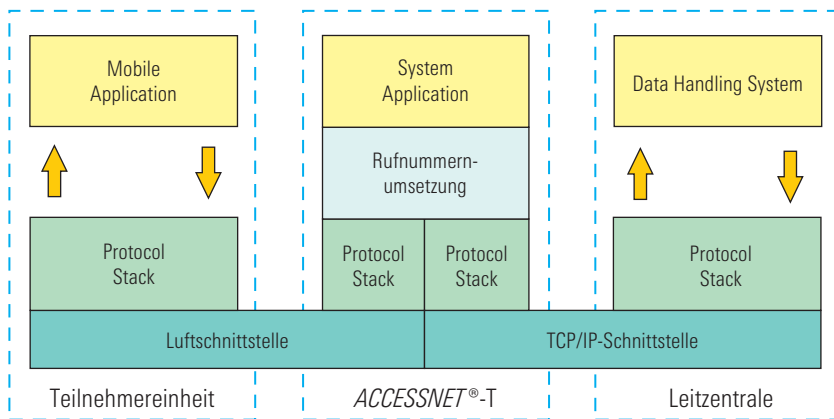 Mobile
Application
System
Application
Data Handling System
Rufnummern-
umsetzung
Protocol
Stack
Protocol
Stack
Protocol
Stack
Protocol
Stack
Luftschnittstelle
TCP/IP-Schnittstelle
Teilnehmereinheit
ACCESSNET®-T
Leitzentrale